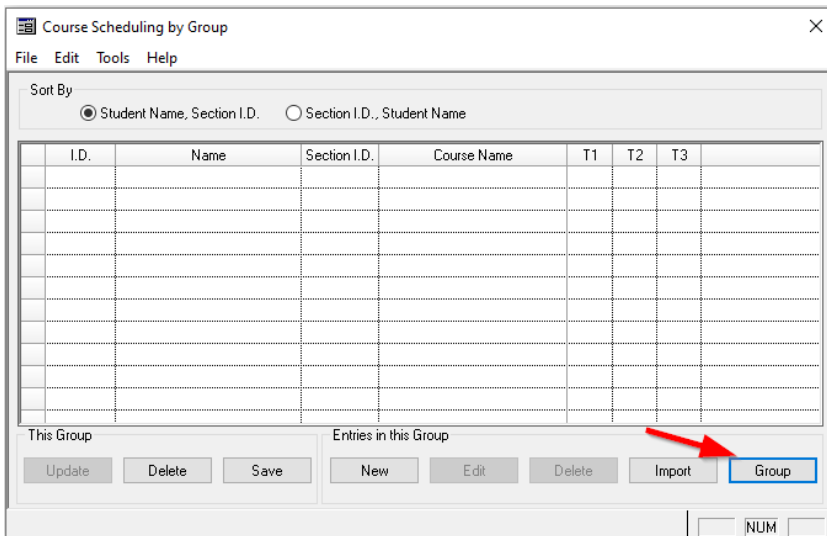 Course Scheduling by Group
File Edit Tools Help
Sort By
Student Name, Section I.D. Section I.D., Student Name
I.D. Name Section I.D. Course Name T1 T2 T3
This Group Entries in this Group
Update Delete Save New Edit Delete Import Group
NUM